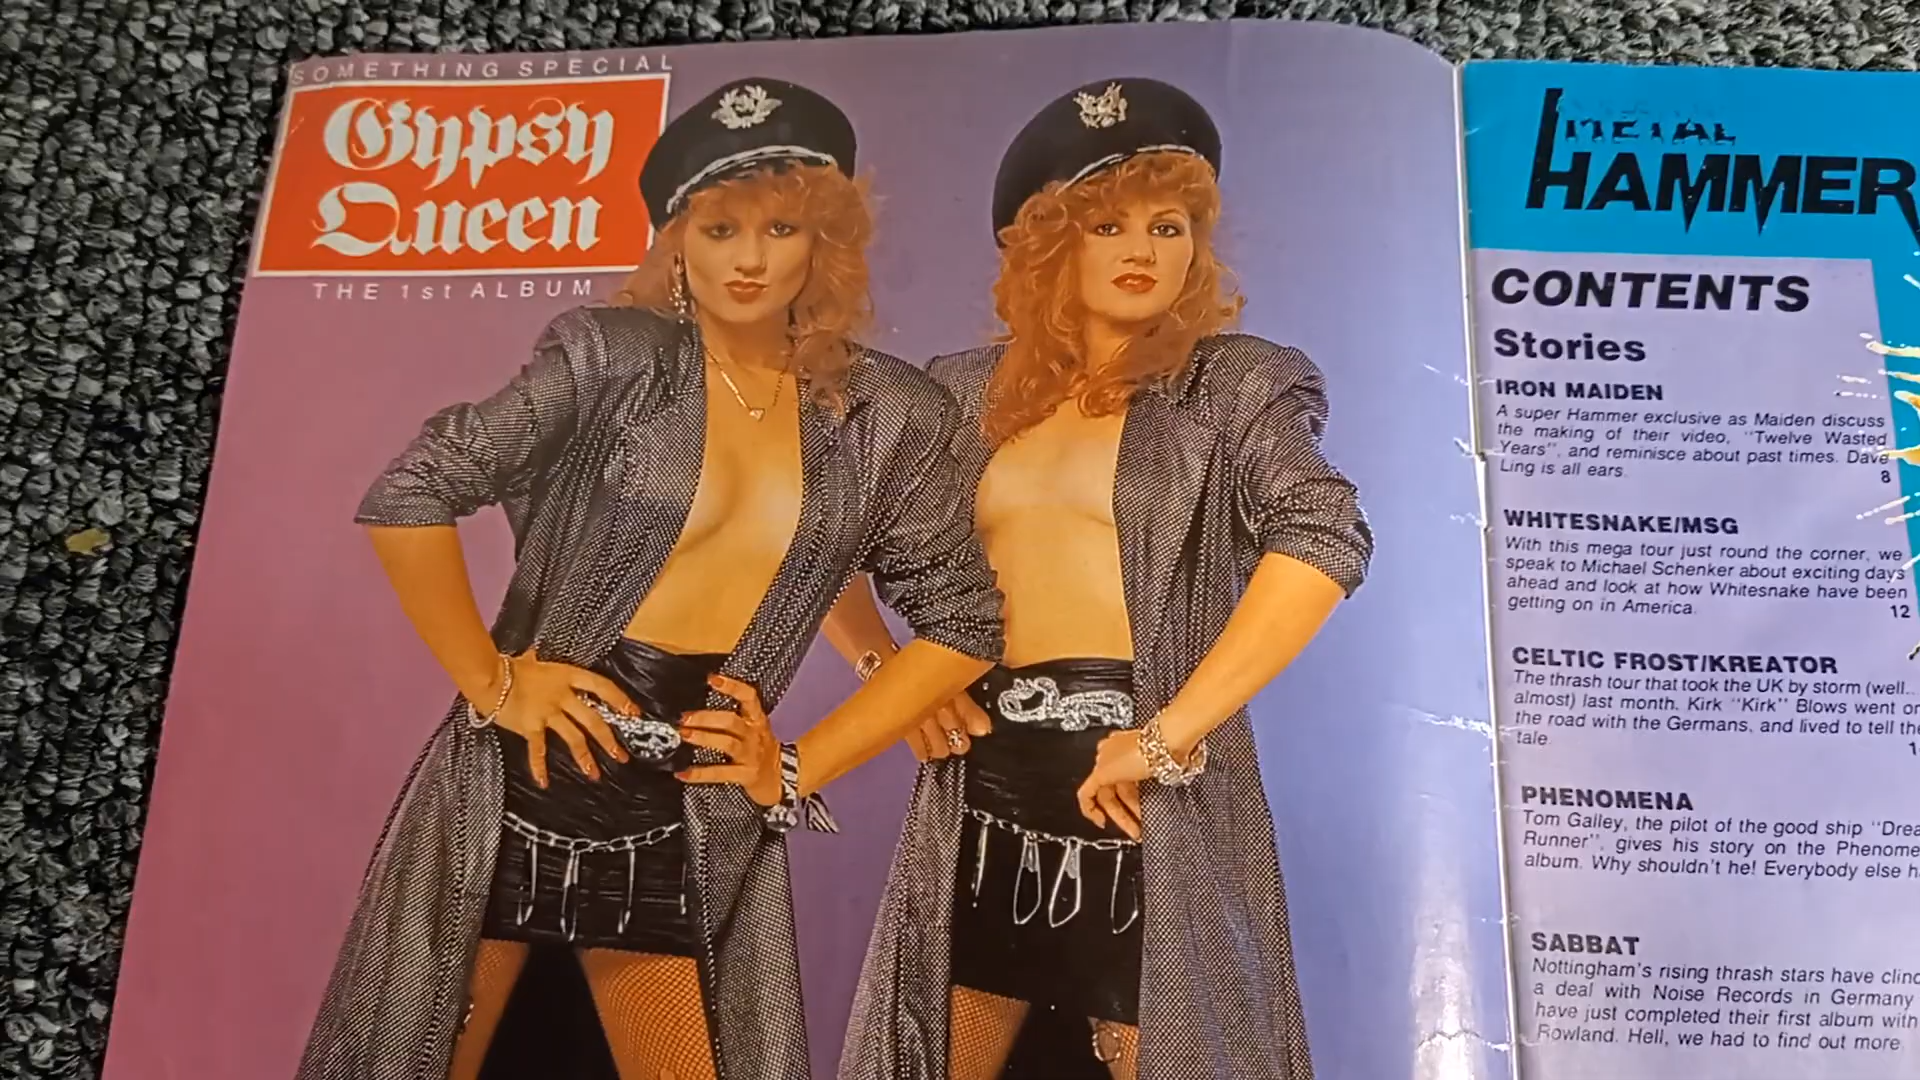 SOMETHING SPECIAL
Gypsy
Queen
THE 1st ALBUM
METAL
HAMMER
CONTENTS
Stories
IRON MAIDEN
A super Hammer exclusive as Maiden discuss
the making of their video, "Twelve Wasted
Years", and reminisce about past times. Dave
Ling is all ears.
8
WHITESNAKE/MSG
With this mega tour just round the corner, we
speak to Michael Schenker about exciting days
ahead and look at how Whitesnake have been
getting on in America.
12
CELTIC FROST/KREATOR
The thrash tour that took the UK by storm (well...
almost) last month. Kirk "Kirk" Blows went on
the road with the Germans, and lived to tell the
tale.
PHENOMENA
Tom Galley, the pilot of the good ship "Drea
Runner", gives his story on the Phenome
album. Why shouldn't he! Everybody else h
SABBAT
Nottingham's rising thrash stars have clinc
a deal with Noise Records in Germany
have just completed their first album with
Rowland. Hell, we had to find out more